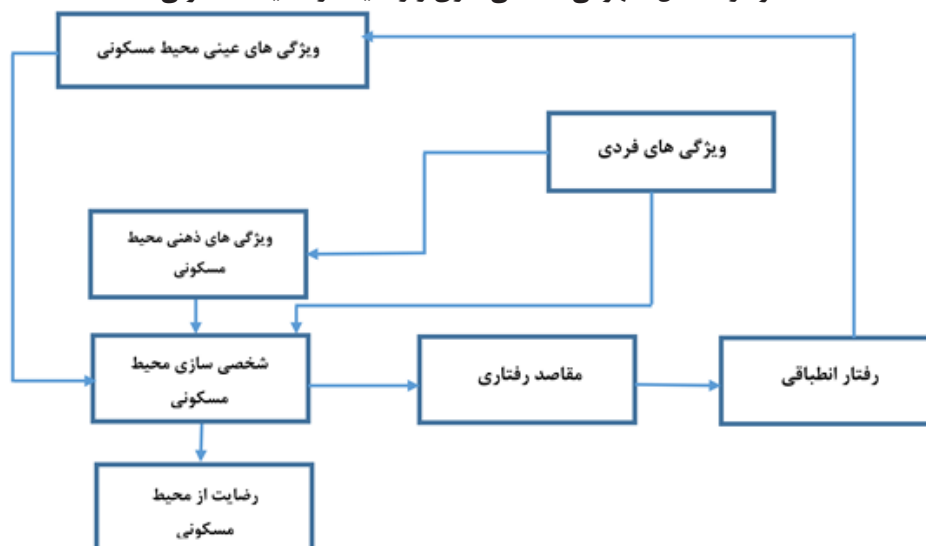 ویژگی های عینی محیط مسکونی
ویژگی های فردی
ویژگی های ذهنی محیط
مسکونی
شخصی سازی محیط
مسکونی
مقاصد رفتاری
رفتار انطباقی
رضایت از محیط
مسکونی